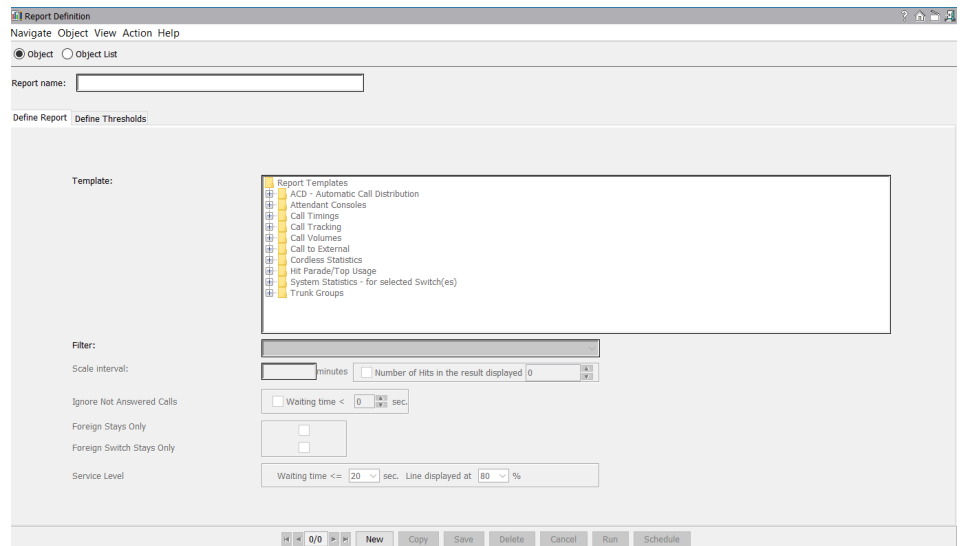 Report Definition
Navigate Object View Action Help
Object Object List
Report name:
Define Report Define Thresholds
Template:
Report Templates
ACD - Automatic Call Distribution
Attendant Consoles
Call Timings
Call Tracking
Call Volumes
Call to External
Cordless Statistics
Hit Parade/Top Usage
System Statistics - for selected Switch(es)
Trunk Groups
Filter:
Scale interval: minutes Number of Hits in the result displayed 0
Ignore Not Answered Calls Waiting time < 0 sec.
Foreign Stays Only
Foreign Switch Stays Only
Service Level Waiting time <= 20 sec. Line displayed at 80 %
0/0 New Copy Save Delete Cancel Run Schedule